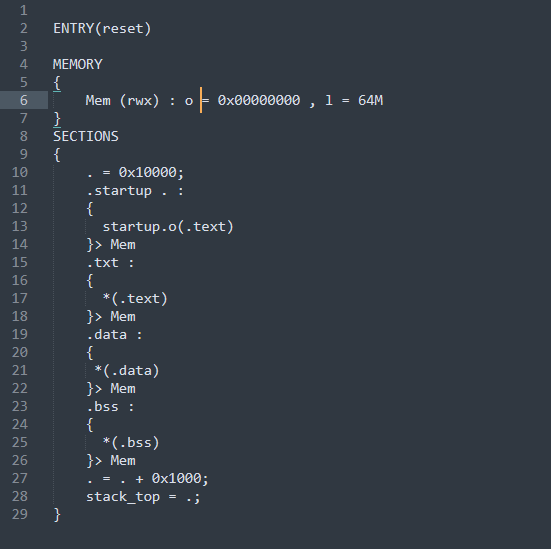 1
2 ENTRY(reset)
3
4 MEMORY
5 {
6 Mem (rwx) : o = 0x00000000 , l = 64M
7 }
8 SECTIONS
9 {
10 . = 0x10000;
11 .startup . :
12 {
13 startup.o(.text)
14 }> Mem
15 .txt :
16 {
17 *(.text)
18 }> Mem
19 .data :
20 {
21 *(.data)
22 }> Mem
23 .bss :
24 {
25 *(.bss)
26 }> Mem
27 . = . + 0x1000;
28 stack_top = .;
29 }